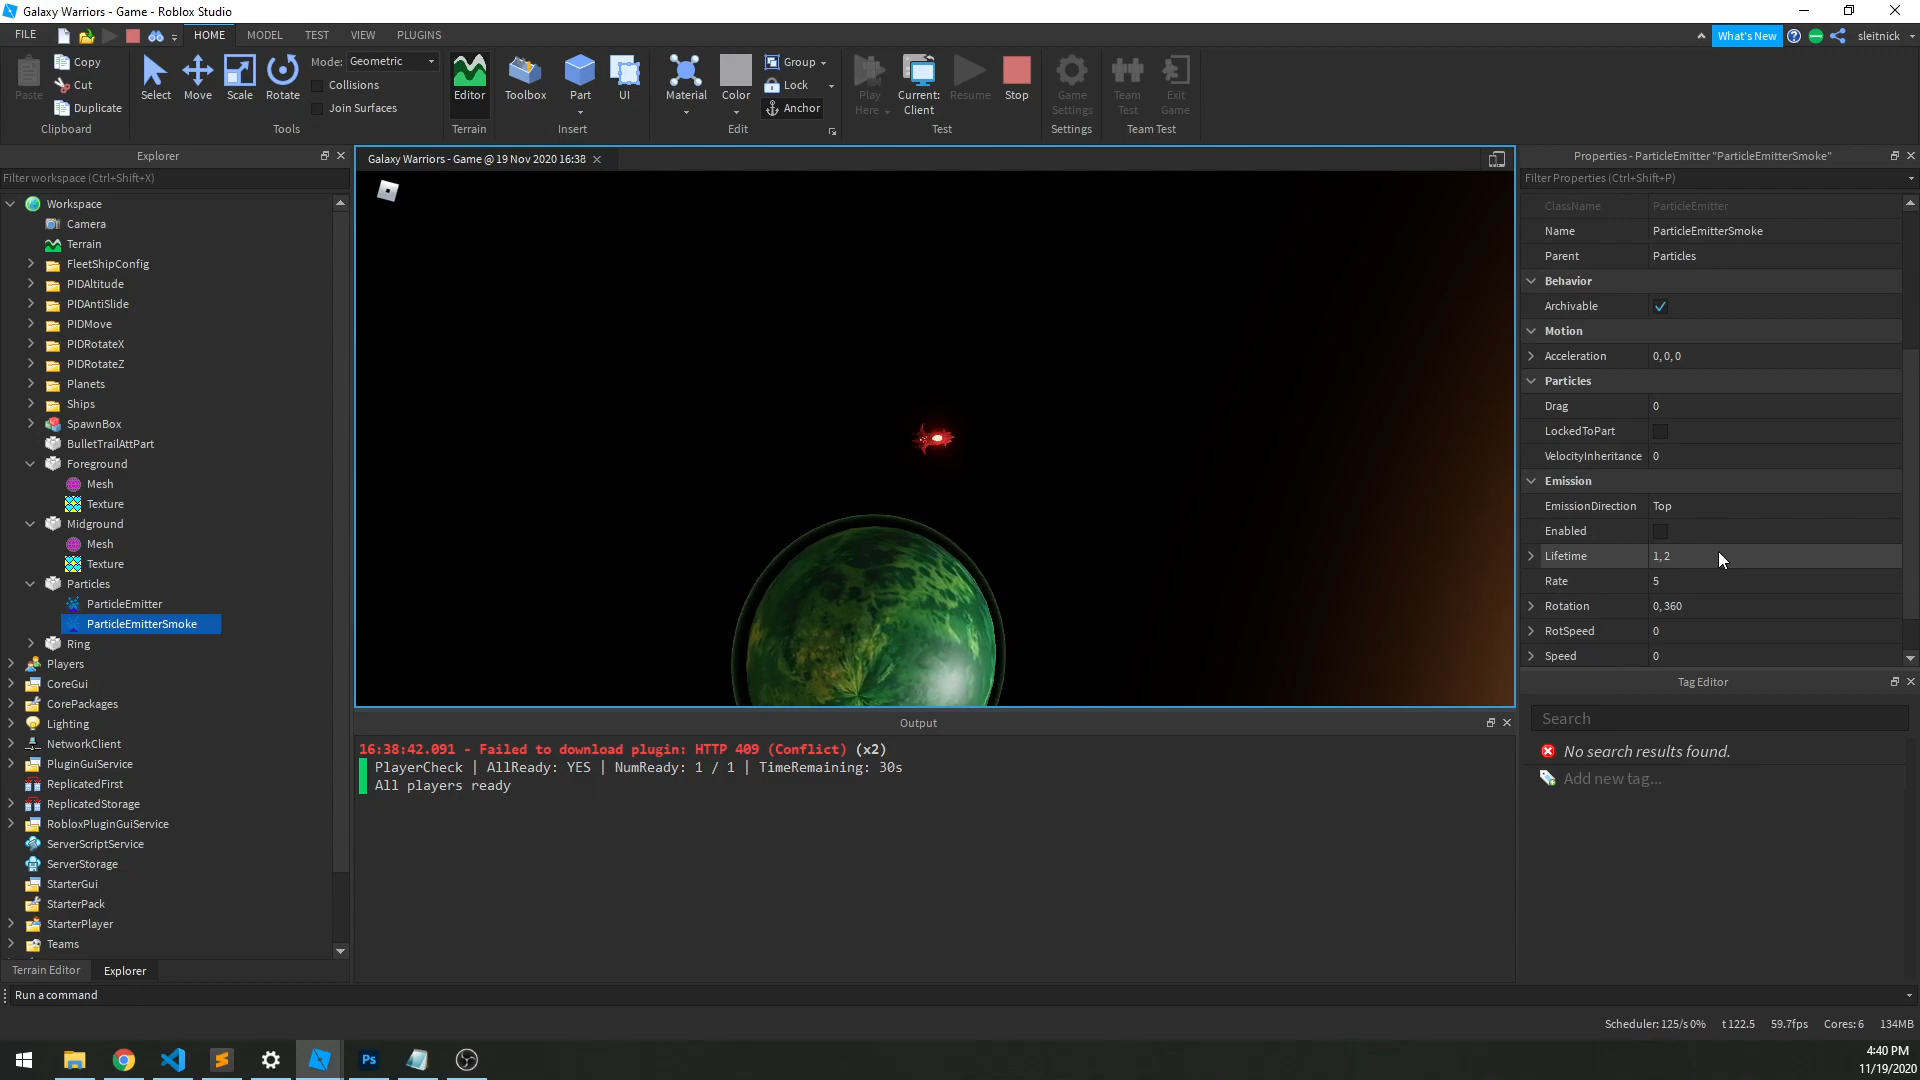 Galaxy Warriors - Game - Roblox Studio
FILE
HOME
MODEL
TEST
VIEW
PLUGINS
What's New
sleitnick
Paste
Copy
Cut
Duplicate
Clipboard
Select
Move
Scale
Rotate
Mode: Geometric
Collisions
Join Surfaces
Tools
Editor
Terrain
Toolbox
Part
UI
Insert
Material
Color
Group
Lock
Anchor
Edit
Play
Here
Current:
Client
Resume
Stop
Test
Game
Settings
Settings
Team
Test
Exit
Game
Team Test
Explorer
Filter workspace (Ctrl+Shift+X)
Workspace
Camera
Terrain
FleetShipConfig
PIDAltitude
PIDAntiSlide
PIDMove
PIDRotateX
PIDRotateZ
Planets
Ships
SpawnBox
BulletTrailAttPart
Foreground
Mesh
Texture
Midground
Mesh
Texture
Particles
ParticleEmitter
ParticleEmitterSmoke
Ring
Players
CoreGui
CorePackages
Lighting
NetworkClient
PluginGuiService
ReplicatedFirst
ReplicatedStorage
RobloxPluginGuiService
ServerScriptService
ServerStorage
StarterGui
StarterPack
StarterPlayer
Teams
Terrain Editor
Explorer
Galaxy Warriors - Game @ 19 Nov 2020 16:38
Output
16:38:42.091 - Failed to download plugin: HTTP 409 (Conflict) (x2)
PlayerCheck | AllReady: YES | NumReady: 1 / 1 | TimeRemaining: 30s
All players ready
Properties - ParticleEmitter "ParticleEmitterSmoke"
Filter Properties (Ctrl+Shift+P)
ClassName ParticleEmitter
Name ParticleEmitterSmoke
Parent Particles
Behavior
Archivable
Motion
Acceleration 0, 0, 0
Particles
Drag 0
LockedToPart
VelocityInheritance 0
Emission
EmissionDirection Top
Enabled
Lifetime 1, 2
Rate 5
Rotation 0, 360
RotSpeed 0
Speed 0
Tag Editor
Search
No search results found.
Add new tag...
Run a command
Scheduler: 125/s 0% t 122.5 59.7fps Cores: 6 134MB
Ps
4:40 PM
11/19/2020